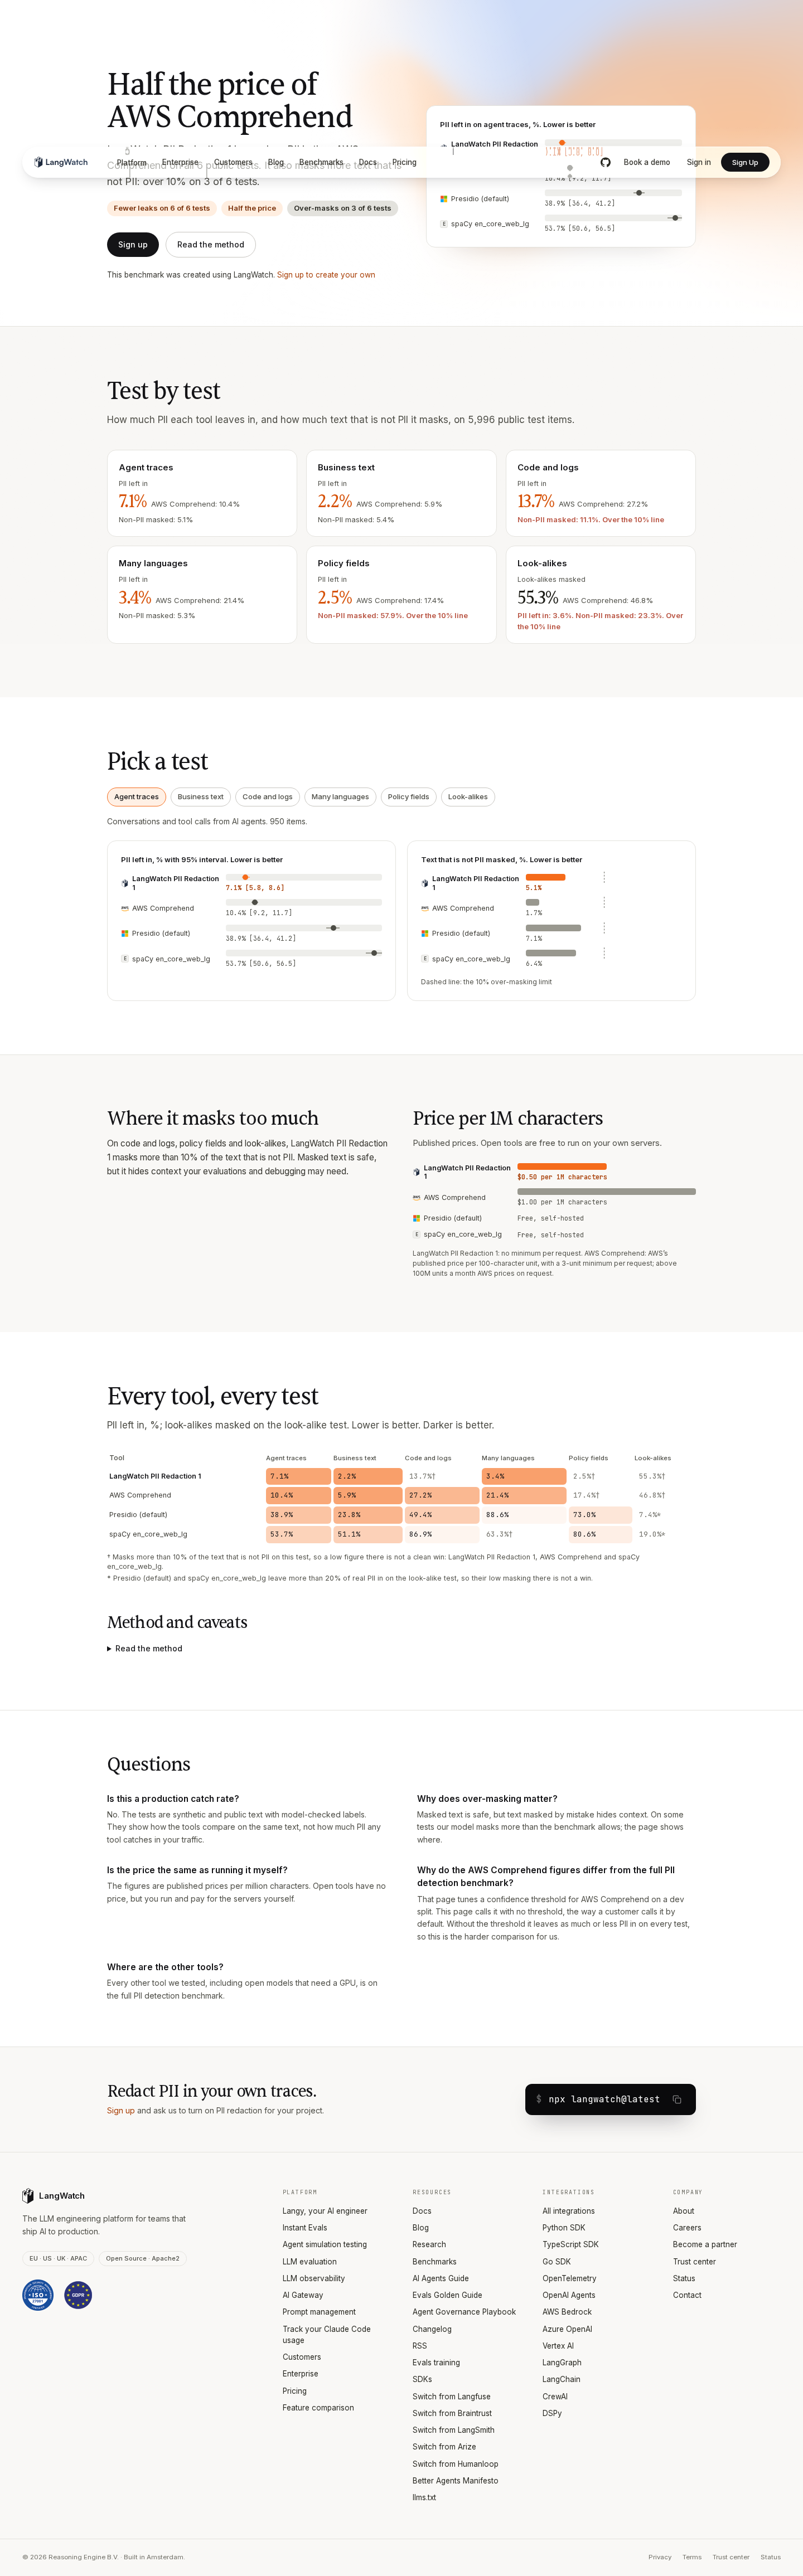 Half the price of
AWS Comprehend
LangWatch
Platform
Enterprise
Customers
Blog
Benchmarks
Docs
Pricing
Book a demo
Sign in
Sign Up
not PII: over 10% on 3 of 6 tests.
Fewer leaks on 6 of 6 tests
Half the price
Over-masks on 3 of 6 tests
Sign up
Read the method
This benchmark was created using LangWatch. Sign up to create your own
PII left in on agent traces, %. Lower is better
LangWatch PII Redaction
Presidio (default)
38.9% [36.4, 41.2]
spaCy en_core_web_lg
53.7% [50.6, 56.5]
Test by test
How much PII each tool leaves in, and how much text that is not PII it masks, on 5,996 public test items.
Agent traces
PII left in
7.1% AWS Comprehend: 10.4%
Non-PII masked: 5.1%
Business text
PII left in
2.2% AWS Comprehend: 5.9%
Non-PII masked: 5.4%
Code and logs
PII left in
13.7% AWS Comprehend: 27.2%
Non-PII masked: 11.1%. Over the 10% line
Many languages
PII left in
3.4% AWS Comprehend: 21.4%
Non-PII masked: 5.3%
Policy fields
PII left in
2.5% AWS Comprehend: 17.4%
Non-PII masked: 57.9%. Over the 10% line
Look-alikes
Look-alikes masked
55.3% AWS Comprehend: 46.8%
PII left in: 3.6%. Non-PII masked: 23.3%. Over
the 10% line
Pick a test
Agent traces
Business text
Code and logs
Many languages
Policy fields
Look-alikes
Conversations and tool calls from AI agents. 950 items.
PII left in, % with 95% interval. Lower is better
LangWatch PII Redaction
1
7.1% [5.8, 8.6]
AWS Comprehend
10.4% [9.2, 11.7]
Presidio (default)
38.9% [36.4, 41.2]
spaCy en_core_web_lg
53.7% [50.6, 56.5]
Text that is not PII masked, %. Lower is better
LangWatch PII Redaction
1
5.1%
AWS Comprehend
1.7%
Presidio (default)
7.1%
spaCy en_core_web_lg
6.4%
Dashed line: the 10% over-masking limit
Where it masks too much
On code and logs, policy fields and look-alikes, LangWatch PII Redaction
1 masks more than 10% of the text that is not PII. Masked text is safe,
but it hides context your evaluations and debugging may need.
Price per 1M characters
Published prices. Open tools are free to run on your own servers.
LangWatch PII Redaction
1
$0.50 per 1M characters
AWS Comprehend
$1.00 per 1M characters
Presidio (default)
Free, self-hosted
spaCy en_core_web_lg
Free, self-hosted
LangWatch PII Redaction 1: no minimum per request. AWS Comprehend: AWS's
published price per 100-character unit, with a 3-unit minimum per request; above
100M units a month AWS prices on request.
Every tool, every test
PII left in, %; look-alikes masked on the look-alike test. Lower is better. Darker is better.
Tool Agent traces Business text Code and logs Many languages Policy fields Look-alikes
LangWatch PII Redaction 1 7.1% 2.2% 13.7%† 3.4% 2.5%† 55.3%†
AWS Comprehend 10.4% 5.9% 27.2% 21.4% 17.4%† 46.8%†
Presidio (default) 38.9% 23.8% 49.4% 88.6% 73.0% 7.4%*
spaCy en_core_web_lg 53.7% 51.1% 86.9% 63.3%† 80.6% 19.0%*
† Masks more than 10% of the text that is not PII on this test, so a low figure there is not a clean win: LangWatch PII Redaction 1, AWS Comprehend and spaCy
en_core_web_lg.
* Presidio (default) and spaCy en_core_web_lg leave more than 20% of real PII in on the look-alike test, so their low masking there is not a win.
Method and caveats
Read the method
Questions
Is this a production catch rate?
No. The tests are synthetic and public text with model-checked labels.
They show how the tools compare on the same text, not how much PII any
tool catches in your traffic.
Why does over-masking matter?
Masked text is safe, but text masked by mistake hides context. On some
tests our model masks more than the benchmark allows; the page shows
where.
Is the price the same as running it myself?
The figures are published prices per million characters. Open tools have no
price, but you run and pay for the servers yourself.
Why do the AWS Comprehend figures differ from the full PII
detection benchmark?
That page tunes a confidence threshold for AWS Comprehend on a dev
split. This page calls it with no threshold, the way a customer calls it by
default. Without the threshold it leaves as much or less PII in on every test,
so this is the harder comparison for us.
Where are the other tools?
Every other tool we tested, including open models that need a GPU, is on
the full PII detection benchmark.
Redact PII in your own traces.
Sign up and ask us to turn on PII redaction for your project.
$ npx langwatch@latest
LangWatch
The LLM engineering platform for teams that
ship AI to production.
EU · US · UK · APAC
Open Source · Apache2
ISO
27001
GDPR
PLATFORM
Langy, your AI engineer
Instant Evals
Agent simulation testing
LLM evaluation
LLM observability
AI Gateway
Prompt management
Track your Claude Code
usage
Customers
Enterprise
Pricing
Feature comparison
RESOURCES
Docs
Blog
Research
Benchmarks
AI Agents Guide
Evals Golden Guide
Agent Governance Playbook
Changelog
RSS
Evals training
SDKs
Switch from Langfuse
Switch from Braintrust
Switch from LangSmith
Switch from Arize
Switch from Humanloop
Better Agents Manifesto
llms.txt
INTEGRATIONS
All integrations
Python SDK
TypeScript SDK
Go SDK
OpenTelemetry
OpenAI Agents
AWS Bedrock
Azure OpenAI
Vertex AI
LangGraph
LangChain
CrewAI
DSPy
COMPANY
About
Careers
Become a partner
Trust center
Status
Contact
© 2026 Reasoning Engine B.V. · Built in Amsterdam.
Privacy
Terms
Trust center
Status